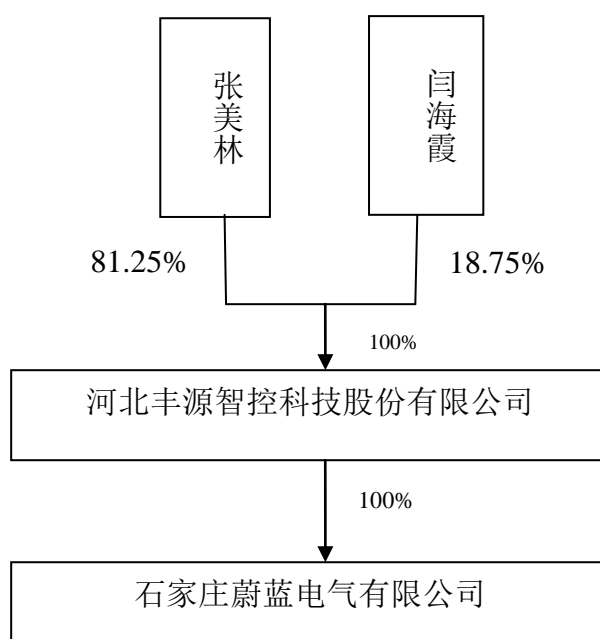 张美林
闫海霞
81.25%
18.75%
100%
河北丰源智控科技股份有限公司
100%
石家庄蔚蓝电气有限公司